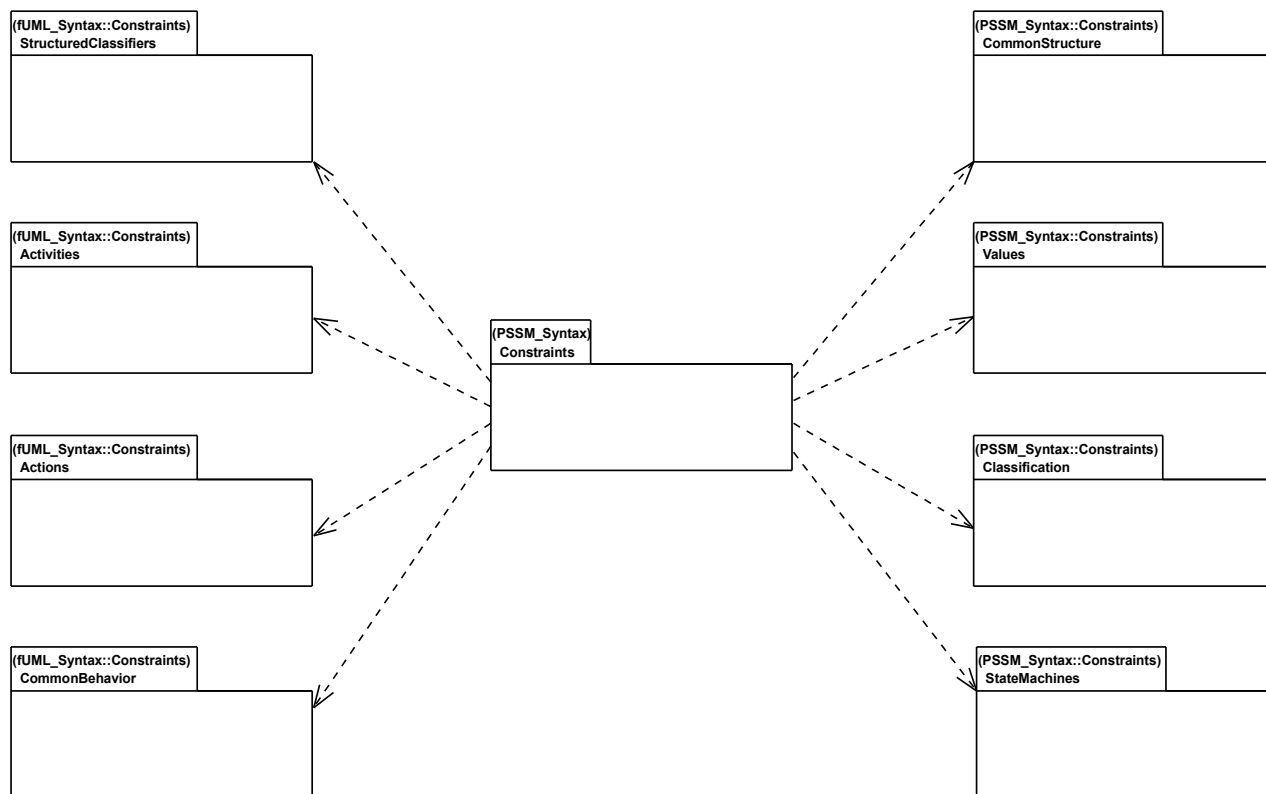 (fUML_Syntax::Constraints)
StructuredClassifiers
(PSSM_Syntax::Constraints)
CommonStructure
(fUML_Syntax::Constraints)
Activities
(PSSM_Syntax::Constraints)
Values
(PSSM_Syntax)
Constraints
(fUML_Syntax::Constraints)
Actions
(PSSM_Syntax::Constraints)
Classification
(fUML_Syntax::Constraints)
CommonBehavior
(PSSM_Syntax::Constraints)
StateMachines